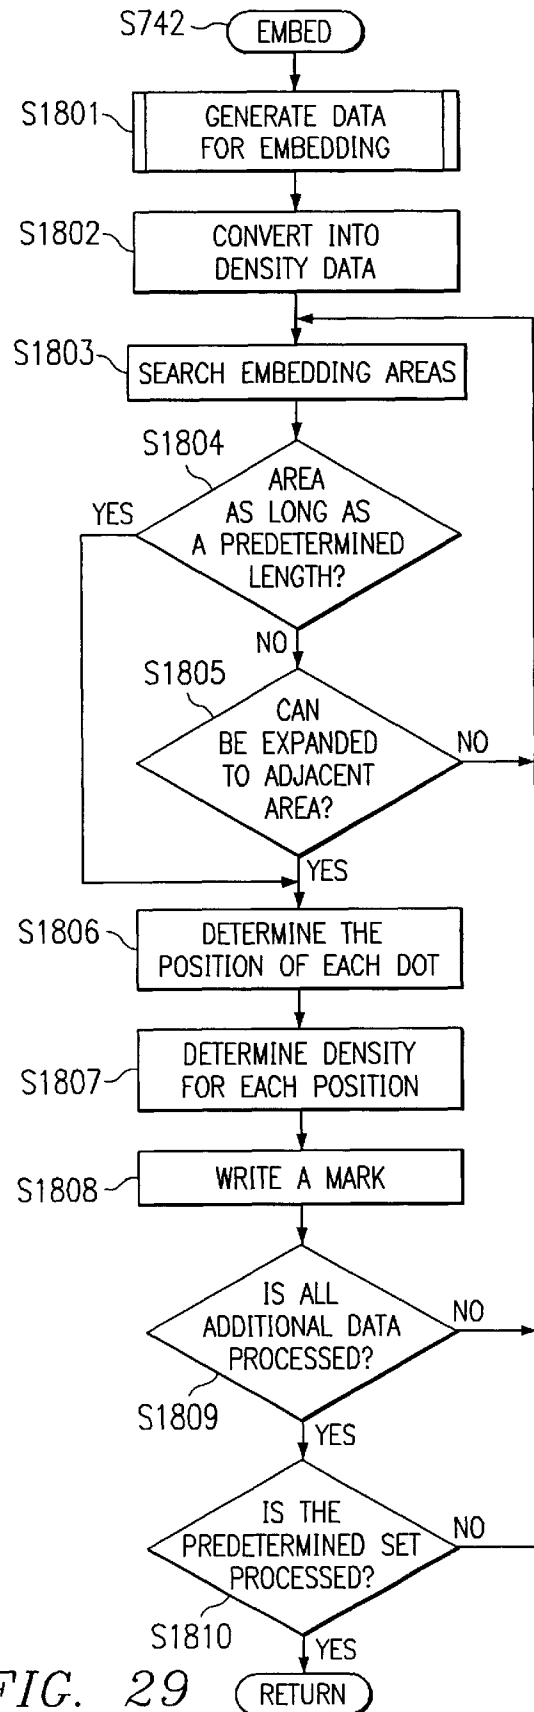 S742
EMBED
S1801
GENERATE DATA
FOR EMBEDDING
S1802
CONVERT INTO
DENSITY DATA
S1803
SEARCH EMBEDDING AREAS
S1804
AREA
AS LONG AS
A PREDETERMINED
LENGTH?
YES
NO
S1805
CAN
BE EXPANDED
TO ADJACENT
AREA?
NO
YES
S1806
DETERMINE THE
POSITION OF EACH DOT
S1807
DETERMINE DENSITY
FOR EACH POSITION
S1808
WRITE A MARK
IS ALL
ADDITIONAL DATA
PROCESSED?
NO
S1809
YES
IS THE
PREDETERMINED SET
PROCESSED?
NO
S1810
YES
FIG. 29
RETURN